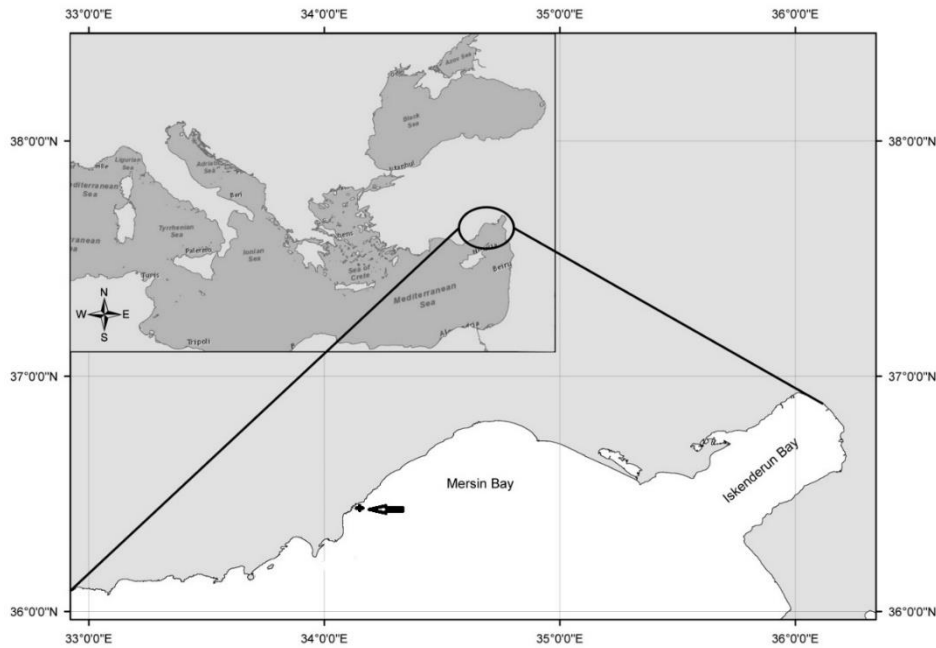 33°0'0"E 34°0'0"E 35°0'0"E 36°0'0"E
38°0'0"N 38°0'0"N
Azov Sea
Black
Sea
Istanbul
Ligurian
Sea
Adriatic
Sea
Bari
Tyrrhenian
Sea
Palermo
Ionian
Sea
Sea of
Crete
Tunis
Mediterranean
Sea
Tripoli
N
W E
S
37°0'0"N 37°0'0"N
Mersin Bay
Iskenderun Bay
36°0'0"N 36°0'0"N
33°0'0"E 34°0'0"E 35°0'0"E 36°0'0"E